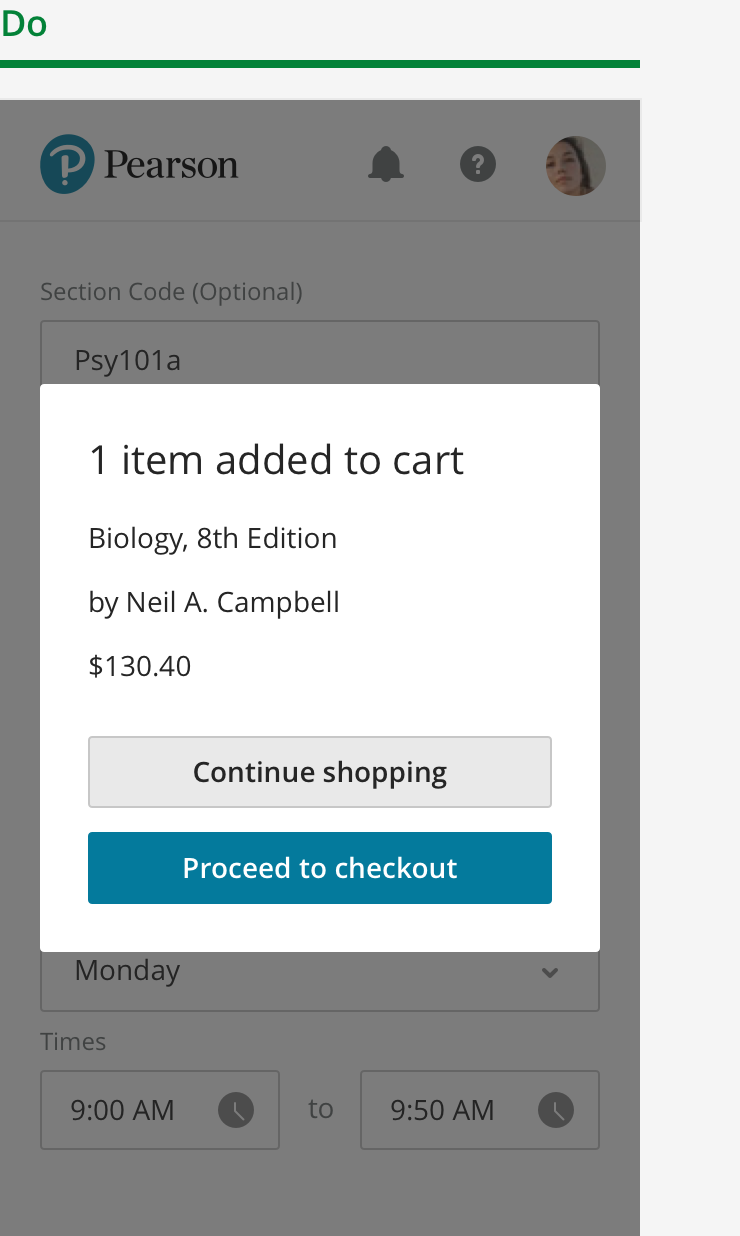 Do
Pearson
Section Code (Optional)
Psy101a
1 item added to cart
Biology, 8th Edition
by Neil A. Campbell
$130.40
Continue shopping
Proceed to checkout
Monday
Times
9:00 AM to 9:50 AM